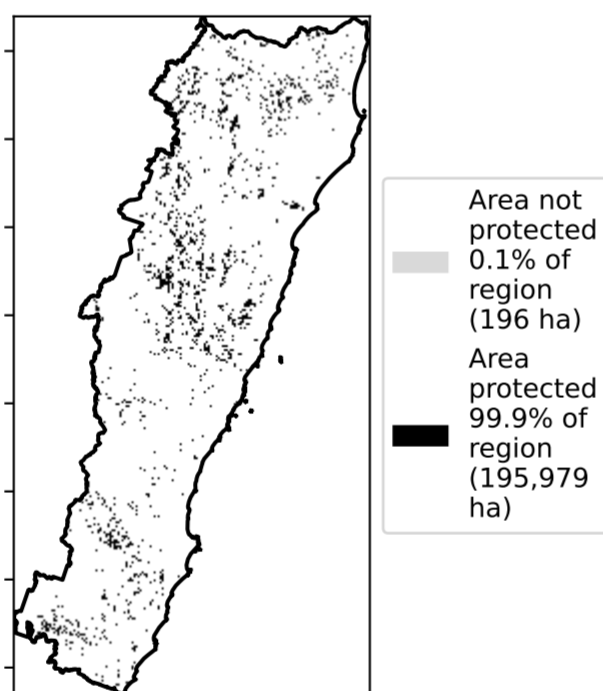 Area not
protected
0.1% of
region
(196 ha)
Area
protected
99.9% of
region
(195,979
ha)